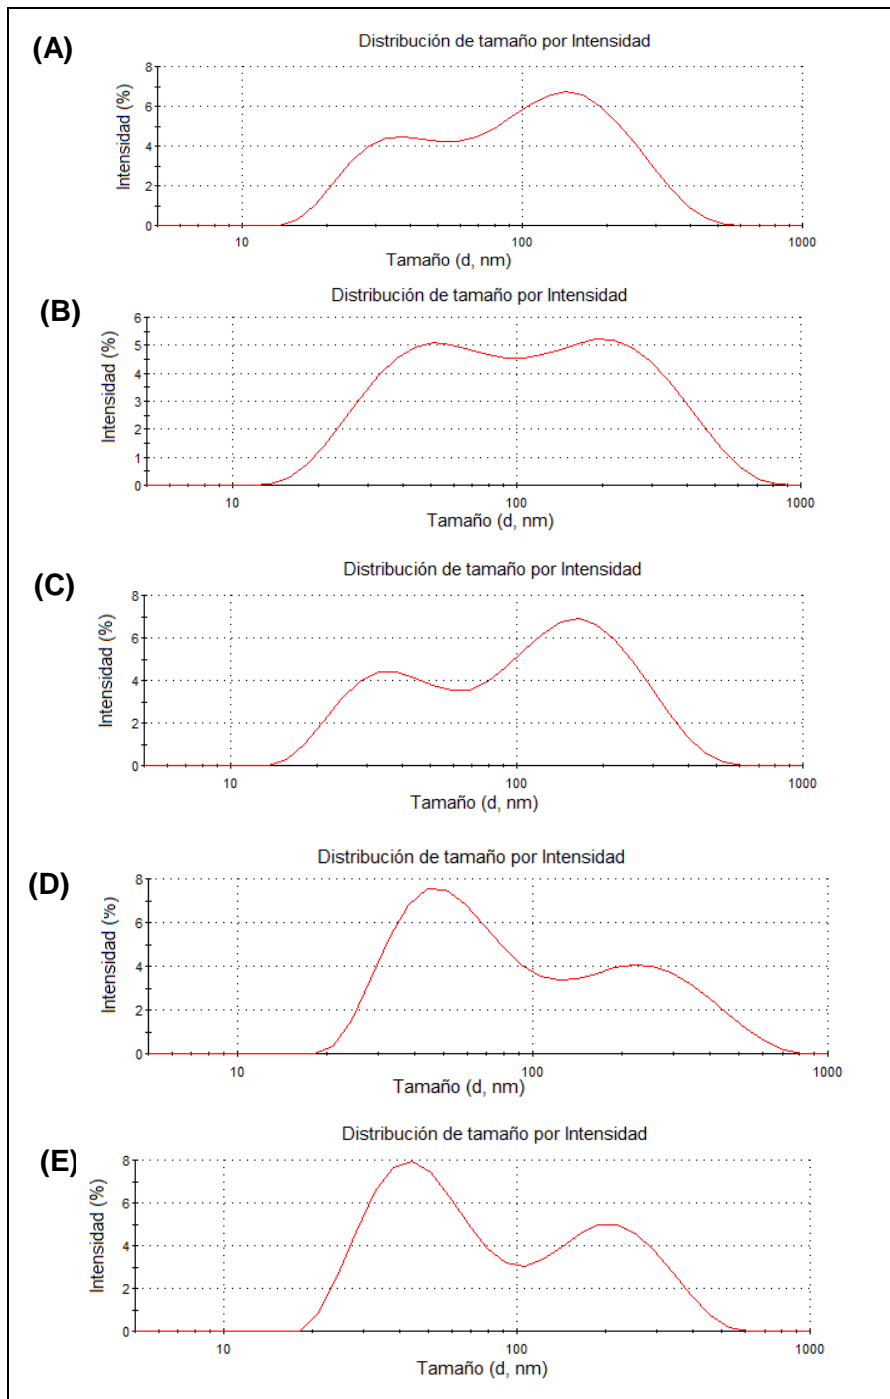 (A)
Distribución de tamaño por Intensidad
Intensidad (%)
8
6
4
2
0
10 100 1000
Tamaño (d, nm)
(B)
Distribución de tamaño por Intensidad
Intensidad (%)
6
5
4
3
2
1
0
10 100 1000
Tamaño (d, nm)
(C)
Distribución de tamaño por Intensidad
Intensidad (%)
8
6
4
2
0
10 100 1000
Tamaño (d, nm)
(D)
Distribución de tamaño por Intensidad
Intensidad (%)
8
6
4
2
0
10 100 1000
Tamaño (d, nm)
(E)
Distribución de tamaño por Intensidad
Intensidad (%)
8
6
4
2
0
10 100 1000
Tamaño (d, nm)